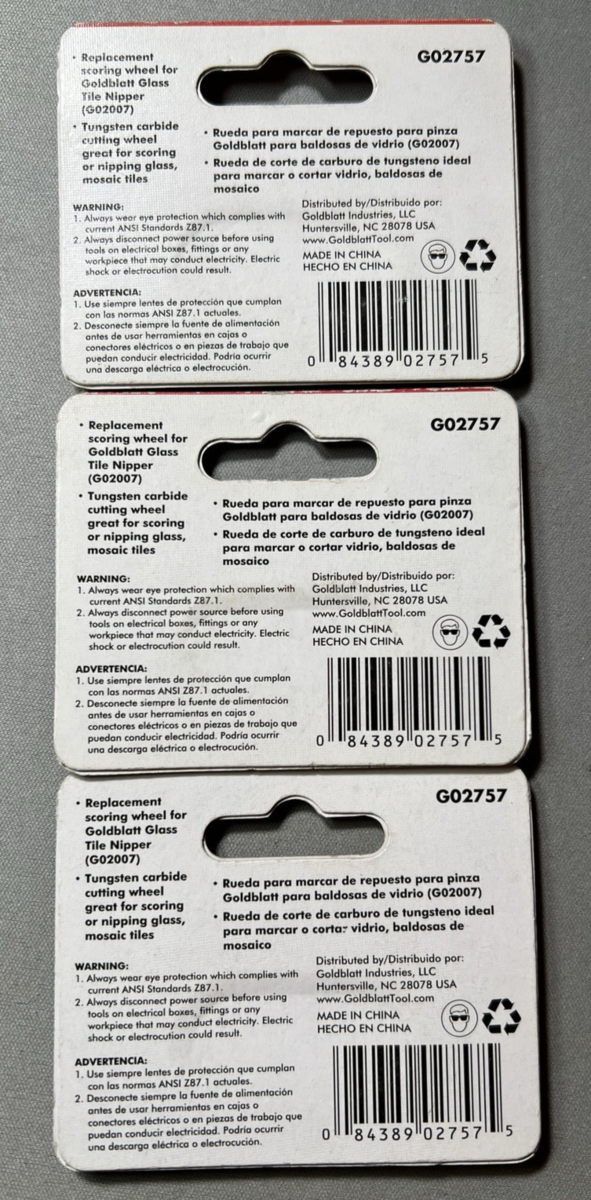 • Replacement
scoring wheel for
Goldblatt Glass
Tile Nipper
(G02007)
• Tungsten carbide
cutting wheel
great for scoring
or nipping glass,
mosaic tiles
G02757
• Rueda para marcar de repuesto para pinza
Goldblatt para baldosas de vidrio (G02007)
• Rueda de corte de carburo de tungsteno ideal
para marcar o cortar vidrio, baldosas de
mosaico
WARNING:
1. Always wear eye protection which complies with
current ANSI Standards Z87.1.
2. Always disconnect power source before using
tools on electrical boxes, fittings or any
workpiece that may conduct electricity. Electric
shock or electrocution could result.
ADVERTENCIA:
1. Use siempre lentes de protección que cumplan
con las normas ANSI Z87.1 actuales.
2. Desconecte siempre la fuente de alimentación
antes de usar herramientas en cajas o
conectores eléctricos o en piezas de trabajo que
puedan conducir electricidad. Podría ocurrir
una descarga eléctrica o electrocución.
Distributed by/Distribuido por:
Goldblatt Industries, LLC
Huntersville, NC 28078 USA
www.GoldblattTool.com
MADE IN CHINA
HECHO EN CHINA
0 84389 02757 5
• Replacement
scoring wheel for
Goldblatt Glass
Tile Nipper
(G02007)
• Tungsten carbide
cutting wheel
great for scoring
or nipping glass,
mosaic tiles
G02757
• Rueda para marcar de repuesto para pinza
Goldblatt para baldosas de vidrio (G02007)
• Rueda de corte de carburo de tungsteno ideal
para marcar o cortar vidrio, baldosas de
mosaico
WARNING:
1. Always wear eye protection which complies with
current ANSI Standards Z87.1.
2. Always disconnect power source before using
tools on electrical boxes, fittings or any
workpiece that may conduct electricity. Electric
shock or electrocution could result.
ADVERTENCIA:
1. Use siempre lentes de protección que cumplan
con las normas ANSI Z87.1 actuales.
2. Desconecte siempre la fuente de alimentación
antes de usar herramientas en cajas o
conectores eléctricos o en piezas de trabajo que
puedan conducir electricidad. Podría ocurrir
una descarga eléctrica o electrocución.
Distributed by/Distribuido por:
Goldblatt Industries, LLC
Huntersville, NC 28078 USA
www.GoldblattTool.com
MADE IN CHINA
HECHO EN CHINA
0 84389 02757 5
• Replacement
scoring wheel for
Goldblatt Glass
Tile Nipper
(G02007)
• Tungsten carbide
cutting wheel
great for scoring
or nipping glass,
mosaic tiles
G02757
• Rueda para marcar de repuesto para pinza
Goldblatt para baldosas de vidrio (G02007)
• Rueda de corte de carburo de tungsteno ideal
para marcar o cortar vidrio, baldosas de
mosaico
WARNING:
1. Always wear eye protection which complies with
current ANSI Standards Z87.1.
2. Always disconnect power source before using
tools on electrical boxes, fittings or any
workpiece that may conduct electricity. Electric
shock or electrocution could result.
ADVERTENCIA:
1. Use siempre lentes de protección que cumplan
con las normas ANSI Z87.1 actuales.
2. Desconecte siempre la fuente de alimentación
antes de usar herramientas en cajas o
conectores eléctricos o en piezas de trabajo que
puedan conducir electricidad. Podría ocurrir
una descarga eléctrica o electrocución.
Distributed by/Distribuido por:
Goldblatt Industries, LLC
Huntersville, NC 28078 USA
www.GoldblattTool.com
MADE IN CHINA
HECHO EN CHINA
0 84389 02757 5